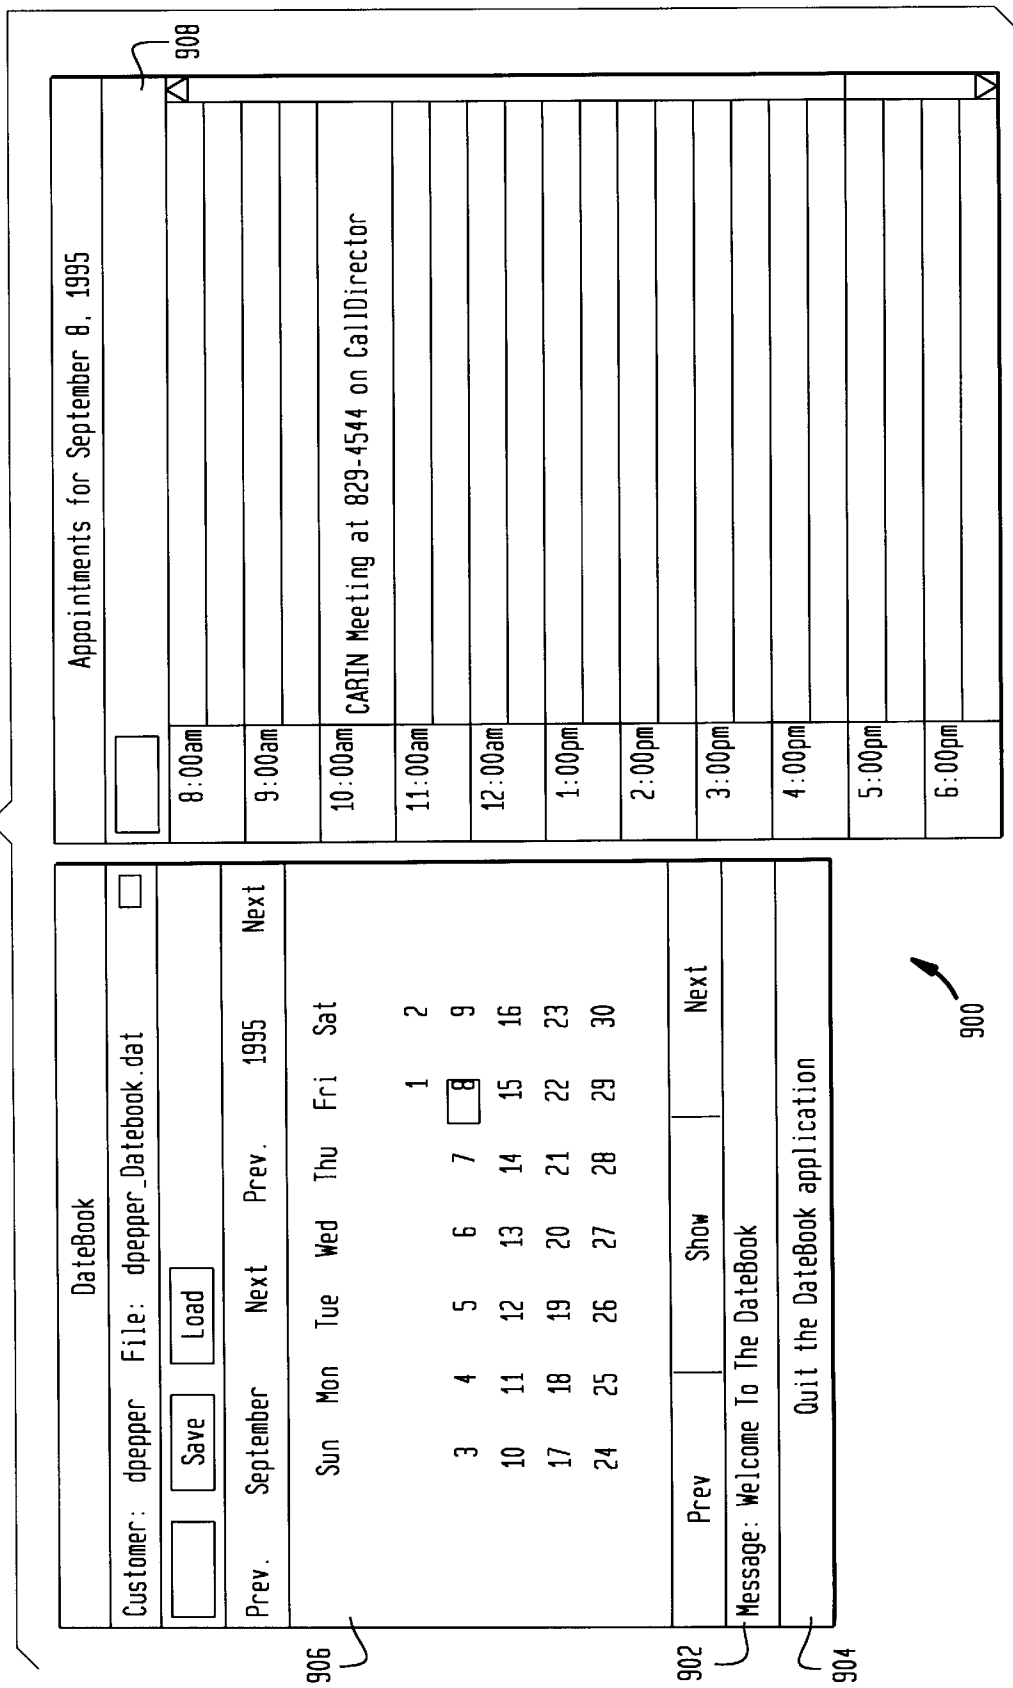 DateBook
Customer: dpepper File: dpepper_Datebook.dat
Save Load
Prev. September Next Prev. 1995 Next
Sun Mon Tue Wed Thu Fri Sat
1 2
3 4 5 6 7 8 9
10 11 12 13 14 15 16
17 18 19 20 21 22 23
24 25 26 27 28 29 30
Prev Show Next
Message: Welcome To The DateBook
Quit the DateBook application
906
902
904
Appointments for September 8, 1995
908
8:00am
9:00am
10:00am CARIN Meeting at 829-4544 on CallDirector
11:00am
12:00am
1:00pm
2:00pm
3:00pm
4:00pm
5:00pm
6:00pm
900